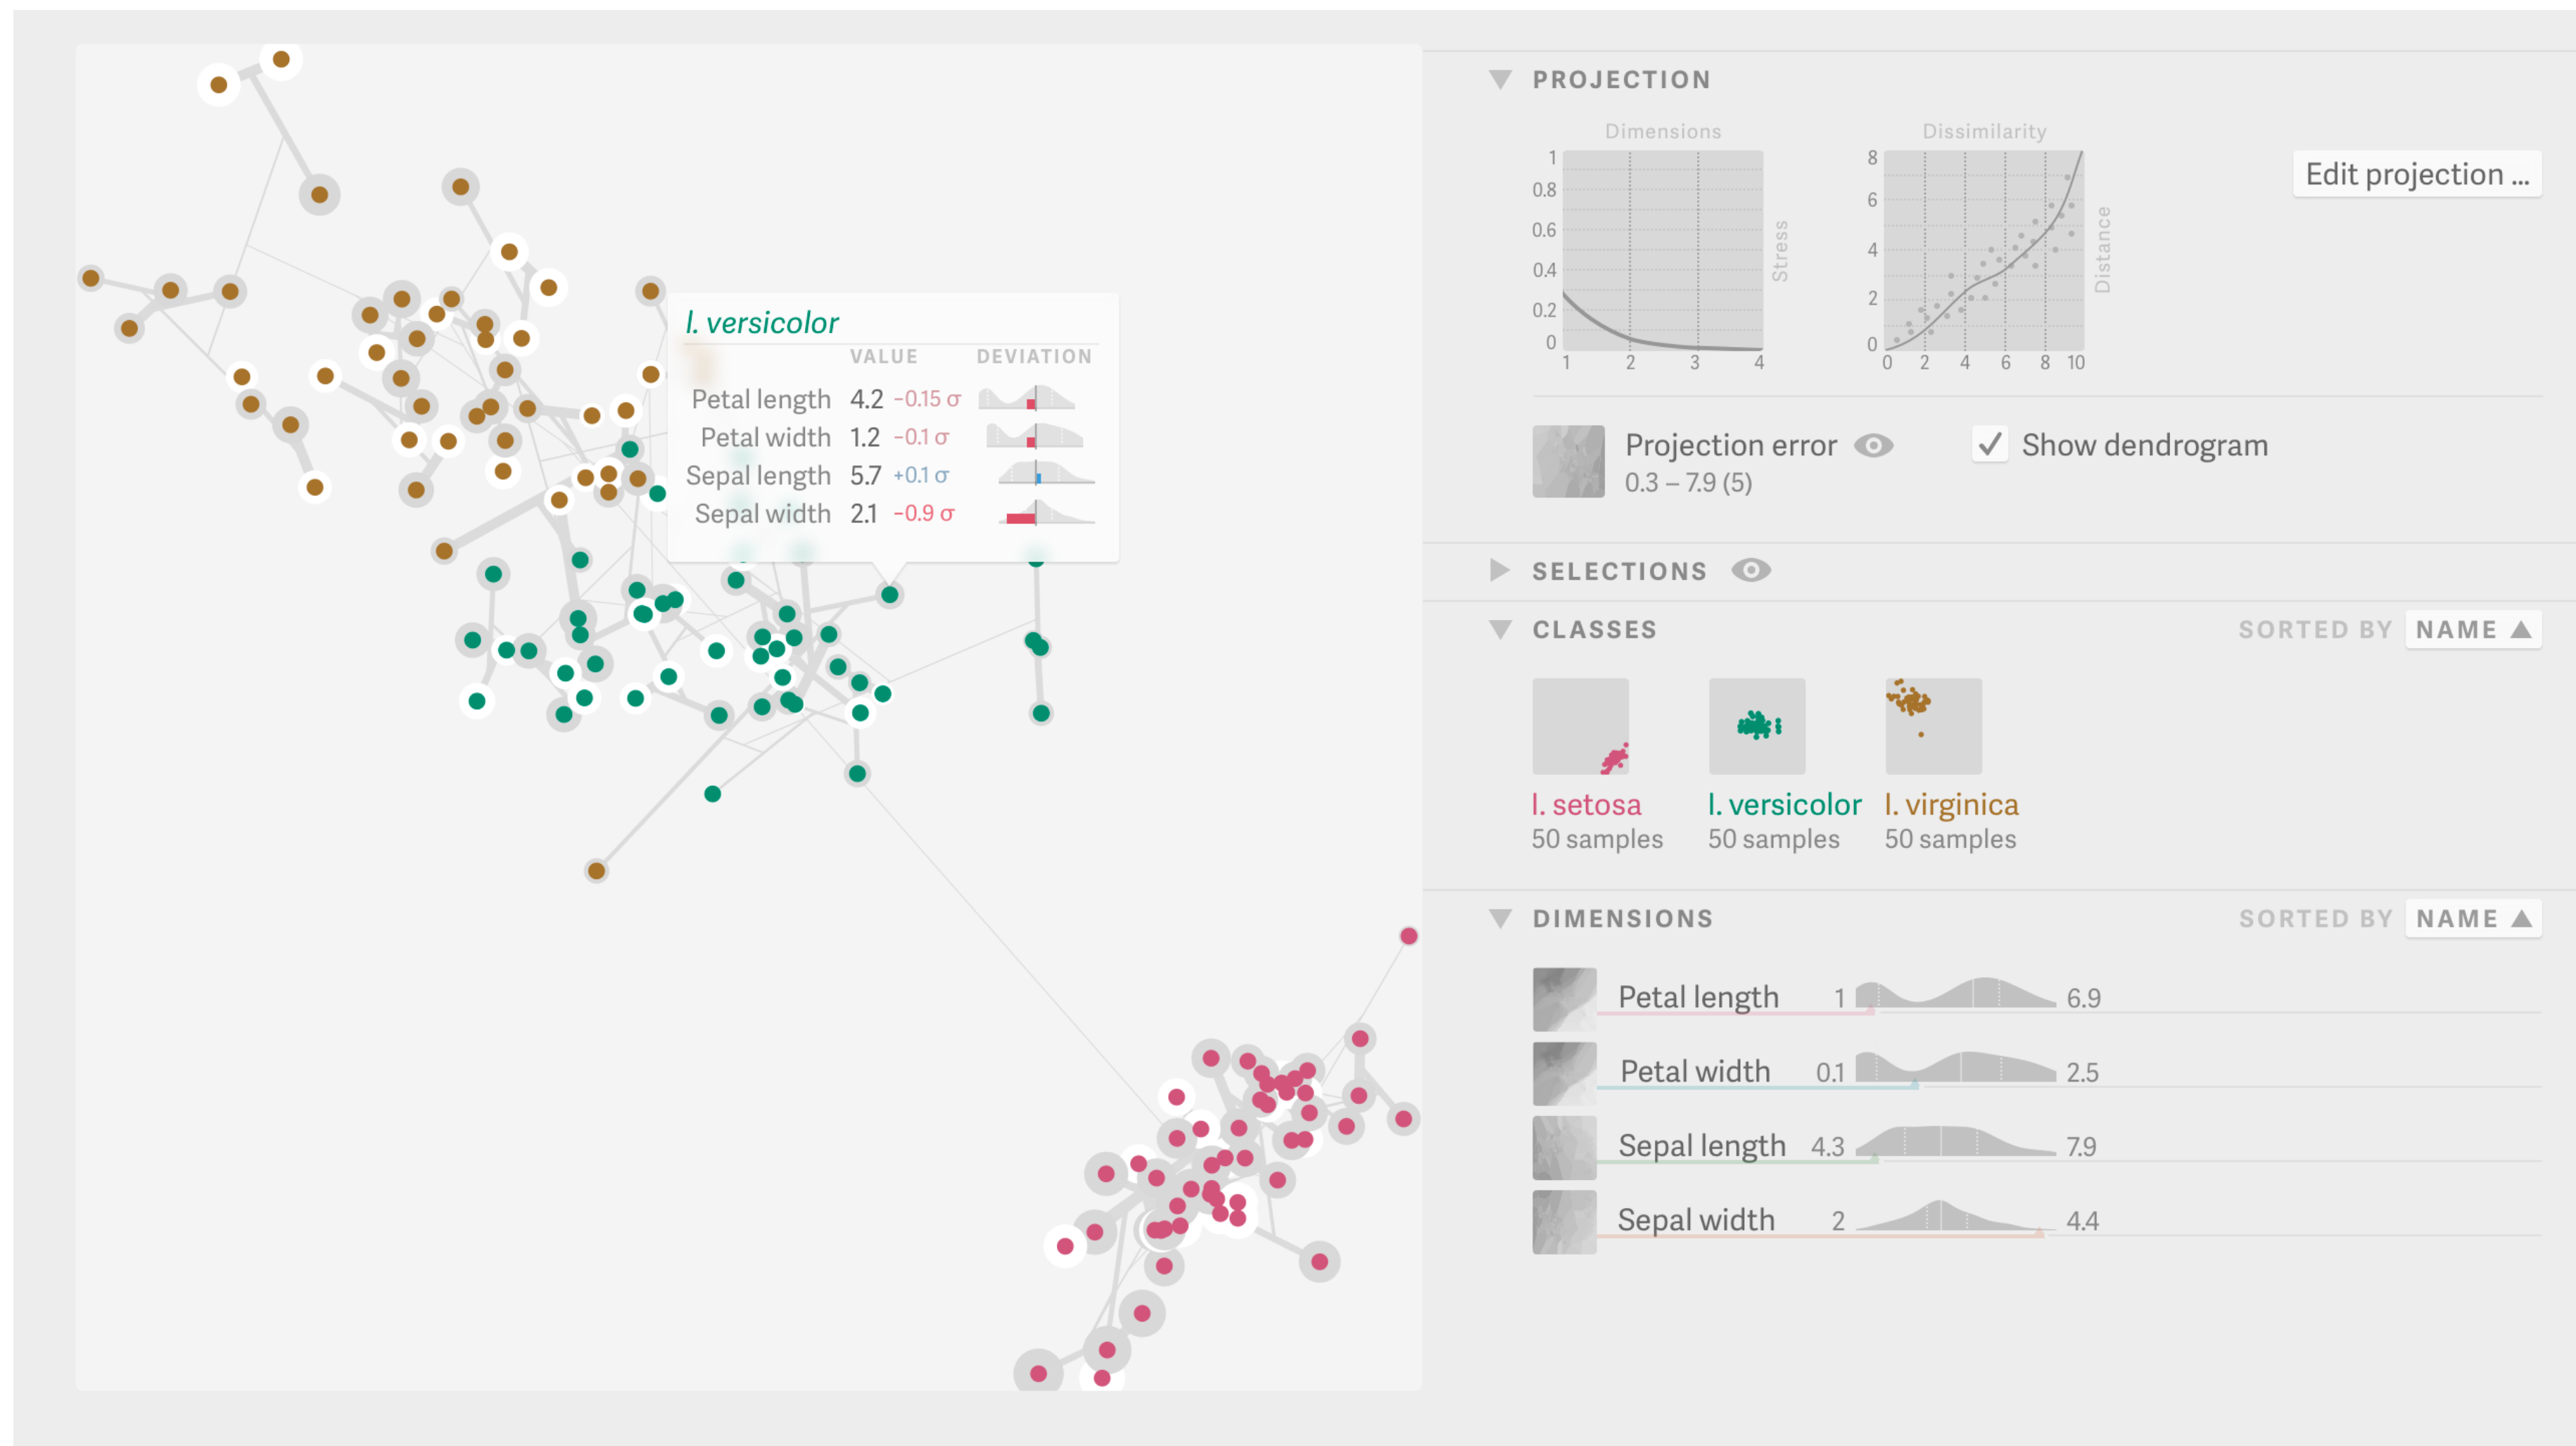 I. versicolor
VALUE DEVIATION
Petal length 4.2 −0.15 σ
Petal width 1.2 −0.1 σ
Sepal length 5.7 +0.1 σ
Sepal width 2.1 −0.9 σ
PROJECTION
Dimensions
1
0.8
0.6
0.4
0.2
0
1 2 3 4
Stress
Dissimilarity
8
6
4
2
0
0 2 4 6 8 10
Distance
Edit projection ...
Projection error
0.3 – 7.9 (5)
Show dendrogram
SELECTIONS
CLASSES SORTED BY NAME
I. setosa I. versicolor I. virginica
50 samples 50 samples 50 samples
DIMENSIONS SORTED BY NAME
Petal length 1 6.9
Petal width 0.1 2.5
Sepal length 4.3 7.9
Sepal width 2 4.4